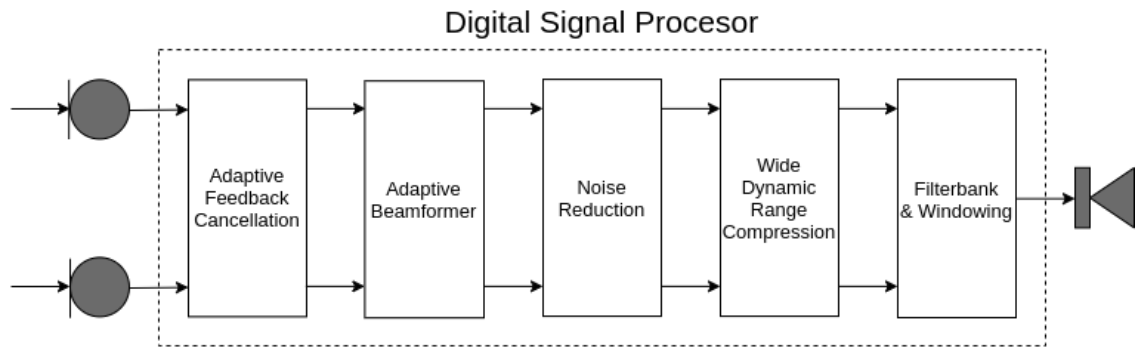 Digital Signal Procesor
Adaptive
Feedback
Cancellation
Adaptive
Beamformer
Noise
Reduction
Wide
Dynamic
Range
Compression
Filterbank
& Windowing